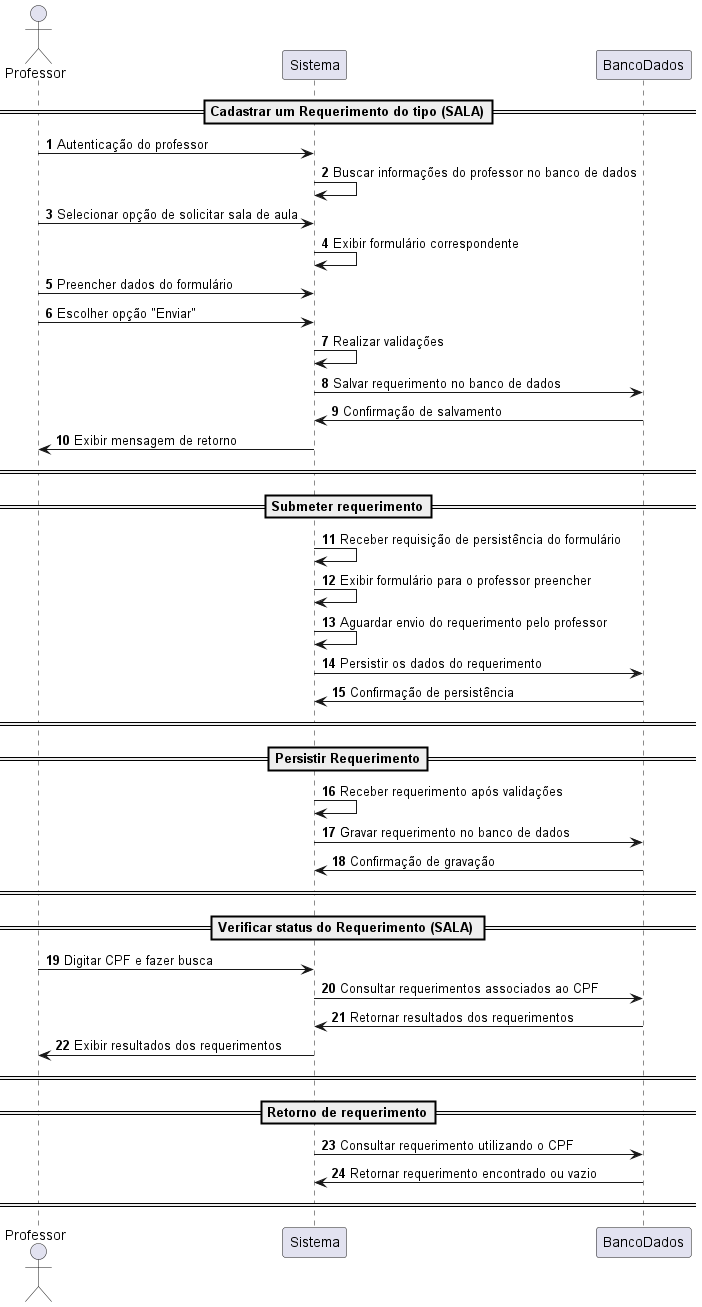 Professor
Sistema
BancoDados
Cadastrar um Requerimento do tipo (SALA)
1 Autenticação do professor
2 Buscar informações do professor no banco de dados
3 Selecionar opção de solicitar sala de aula
4 Exibir formulário correspondente
5 Preencher dados do formulário
6 Escolher opção "Enviar"
7 Realizar validações
8 Salvar requerimento no banco de dados
9 Confirmação de salvamento
10 Exibir mensagem de retorno
Submeter requerimento
11 Receber requisição de persistência do formulário
12 Exibir formulário para o professor preencher
13 Aguardar envio do requerimento pelo professor
14 Persistir os dados do requerimento
15 Confirmação de persistência
Persistir Requerimento
16 Receber requerimento após validações
17 Gravar requerimento no banco de dados
18 Confirmação de gravação
Verificar status do Requerimento (SALA)
19 Digitar CPF e fazer busca
20 Consultar requerimentos associados ao CPF
21 Retornar resultados dos requerimentos
22 Exibir resultados dos requerimentos
Retorno de requerimento
23 Consultar requerimento utilizando o CPF
24 Retornar requerimento encontrado ou vazio
Professor
Sistema
BancoDados